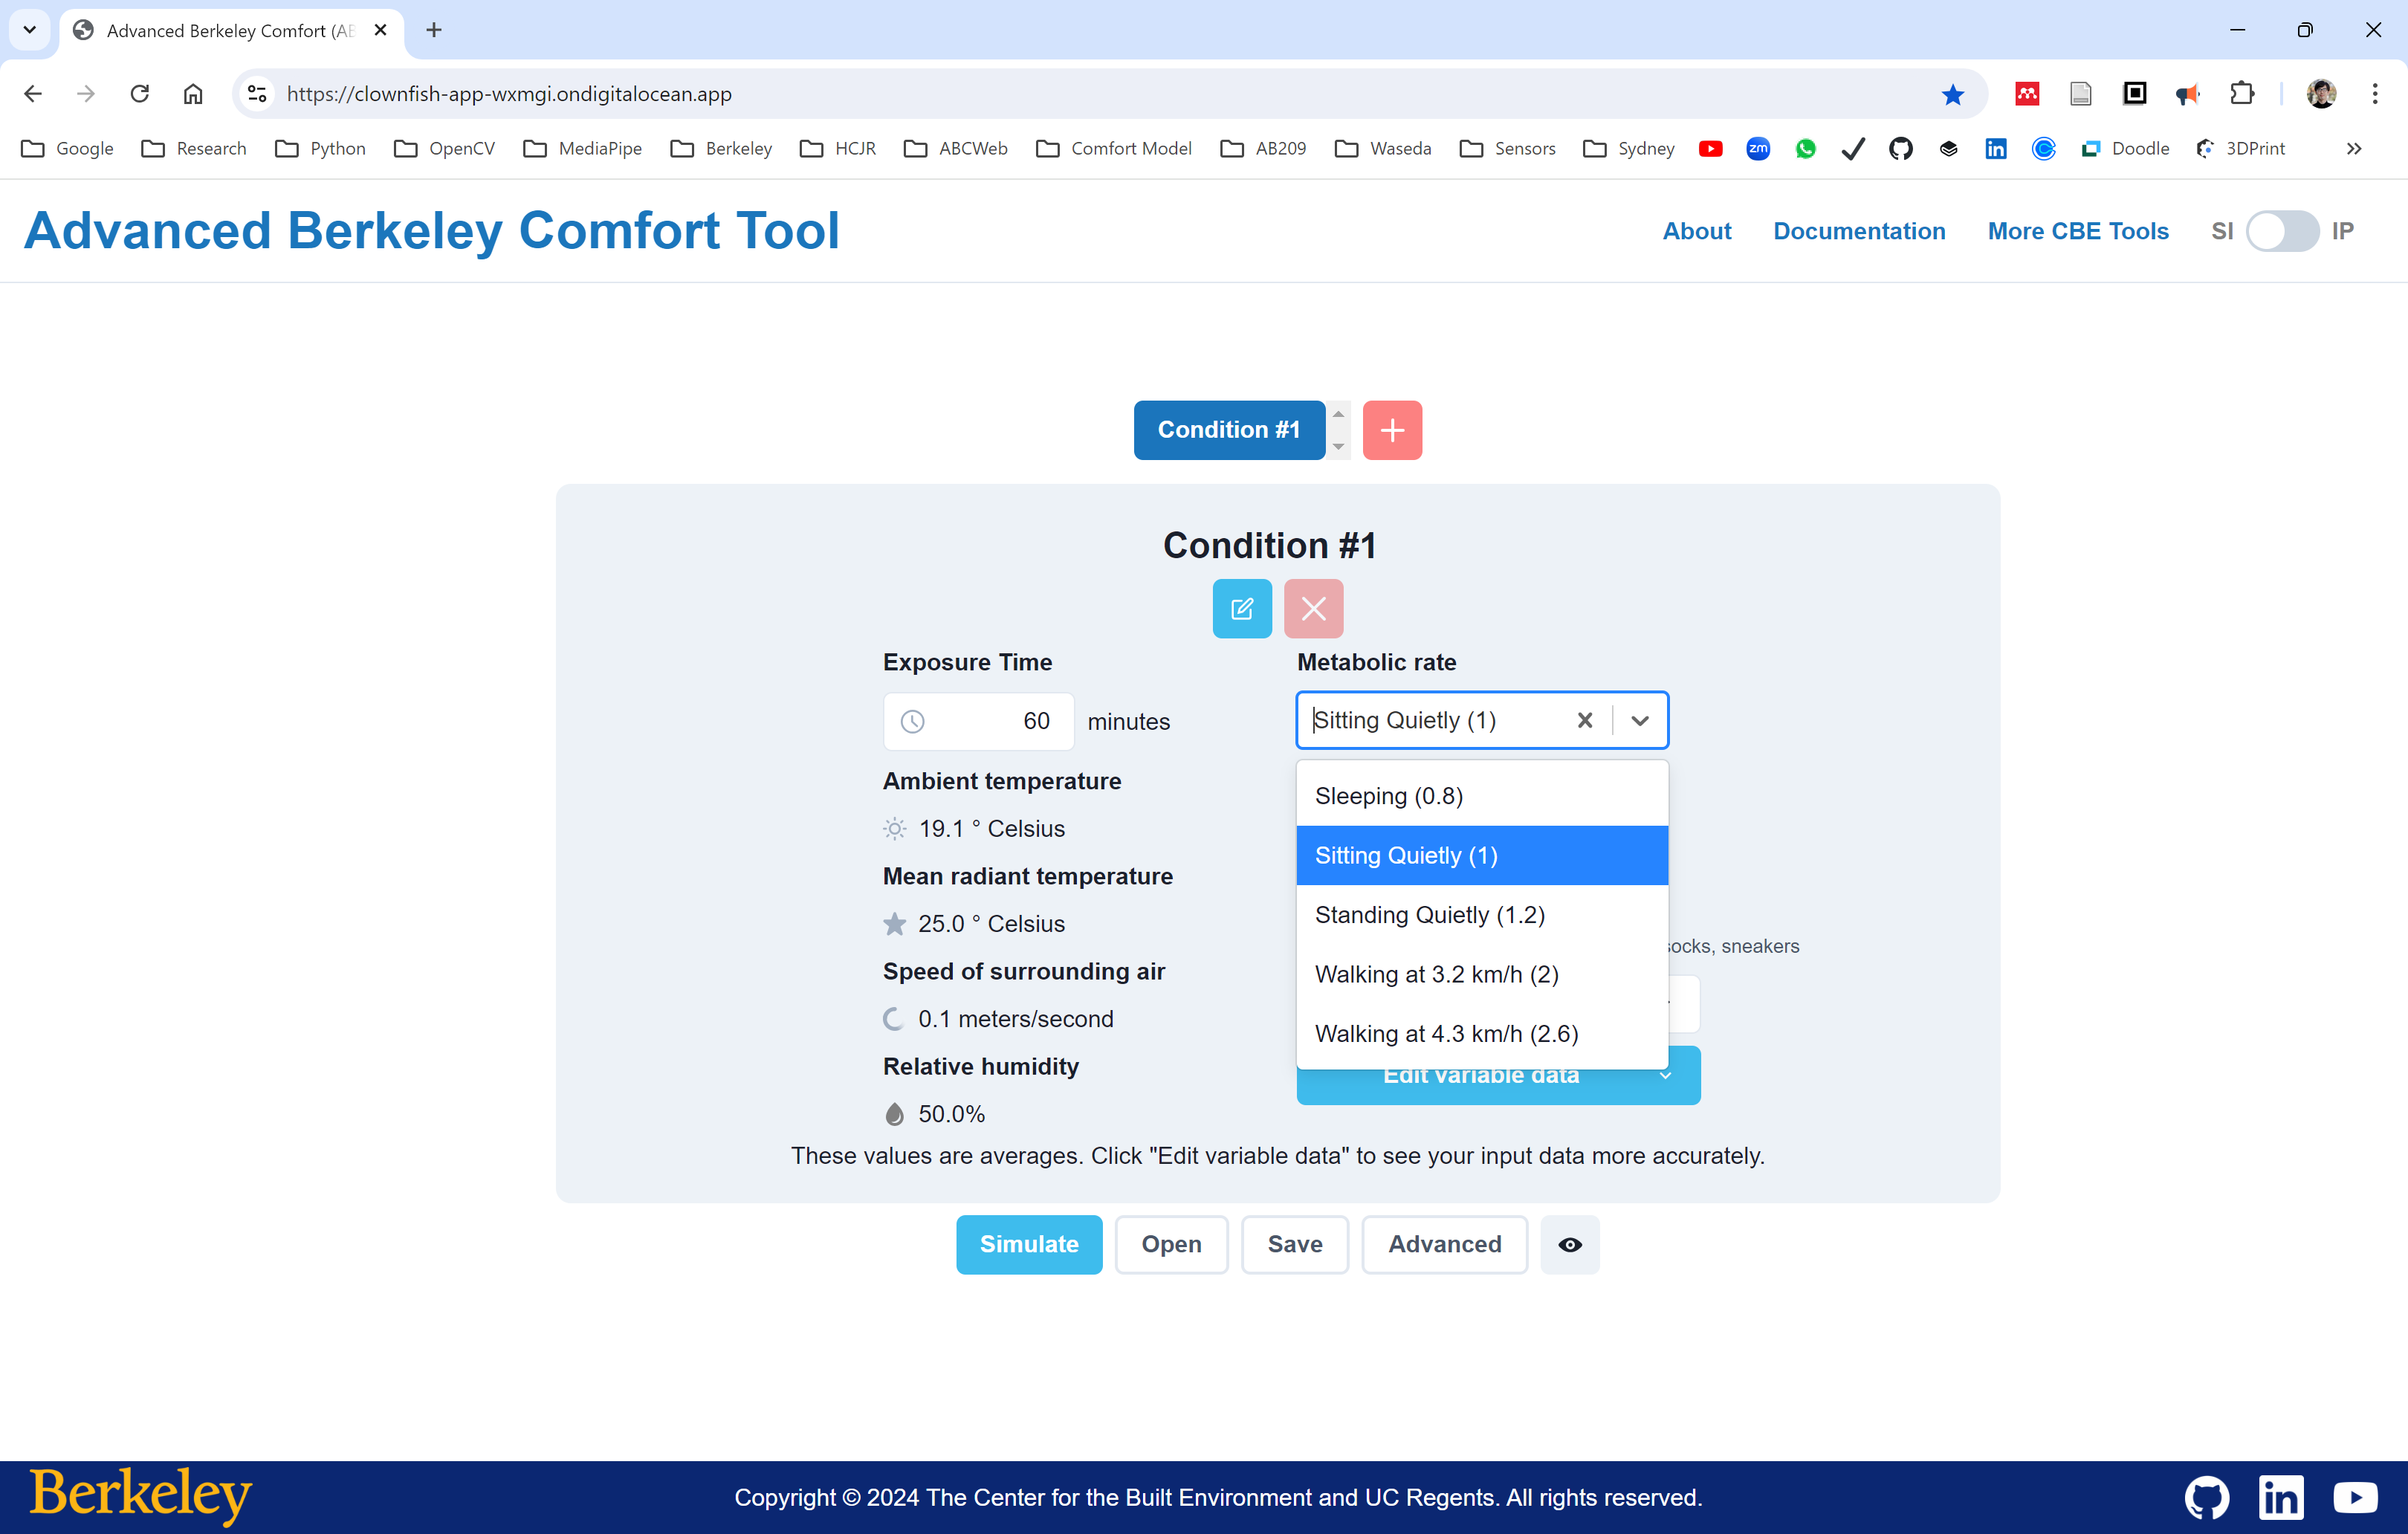 Advanced Berkeley Comfort (AB
https://clownfish-app-wxmgi.ondigitalocean.app
Google Research Python OpenCV MediaPipe Berkeley HCJR ABCWeb Comfort Model AB209 Waseda Sensors Sydney zm in Doodle 3DPrint
Advanced Berkeley Comfort Tool
About Documentation More CBE Tools SI IP
Condition #1
Condition #1
Exposure Time
60 minutes
Ambient temperature
19.1 ° Celsius
Mean radiant temperature
25.0 ° Celsius
Speed of surrounding air
0.1 meters/second
Relative humidity
50.0%
Metabolic rate
Sitting Quietly (1)
Sleeping (0.8)
Sitting Quietly (1)
Standing Quietly (1.2)
Walking at 3.2 km/h (2)
Walking at 4.3 km/h (2.6)
socks, sneakers
Edit variable data
These values are averages. Click "Edit variable data" to see your input data more accurately.
Simulate Open Save Advanced
Berkeley
Copyright © 2024 The Center for the Built Environment and UC Regents. All rights reserved.
in